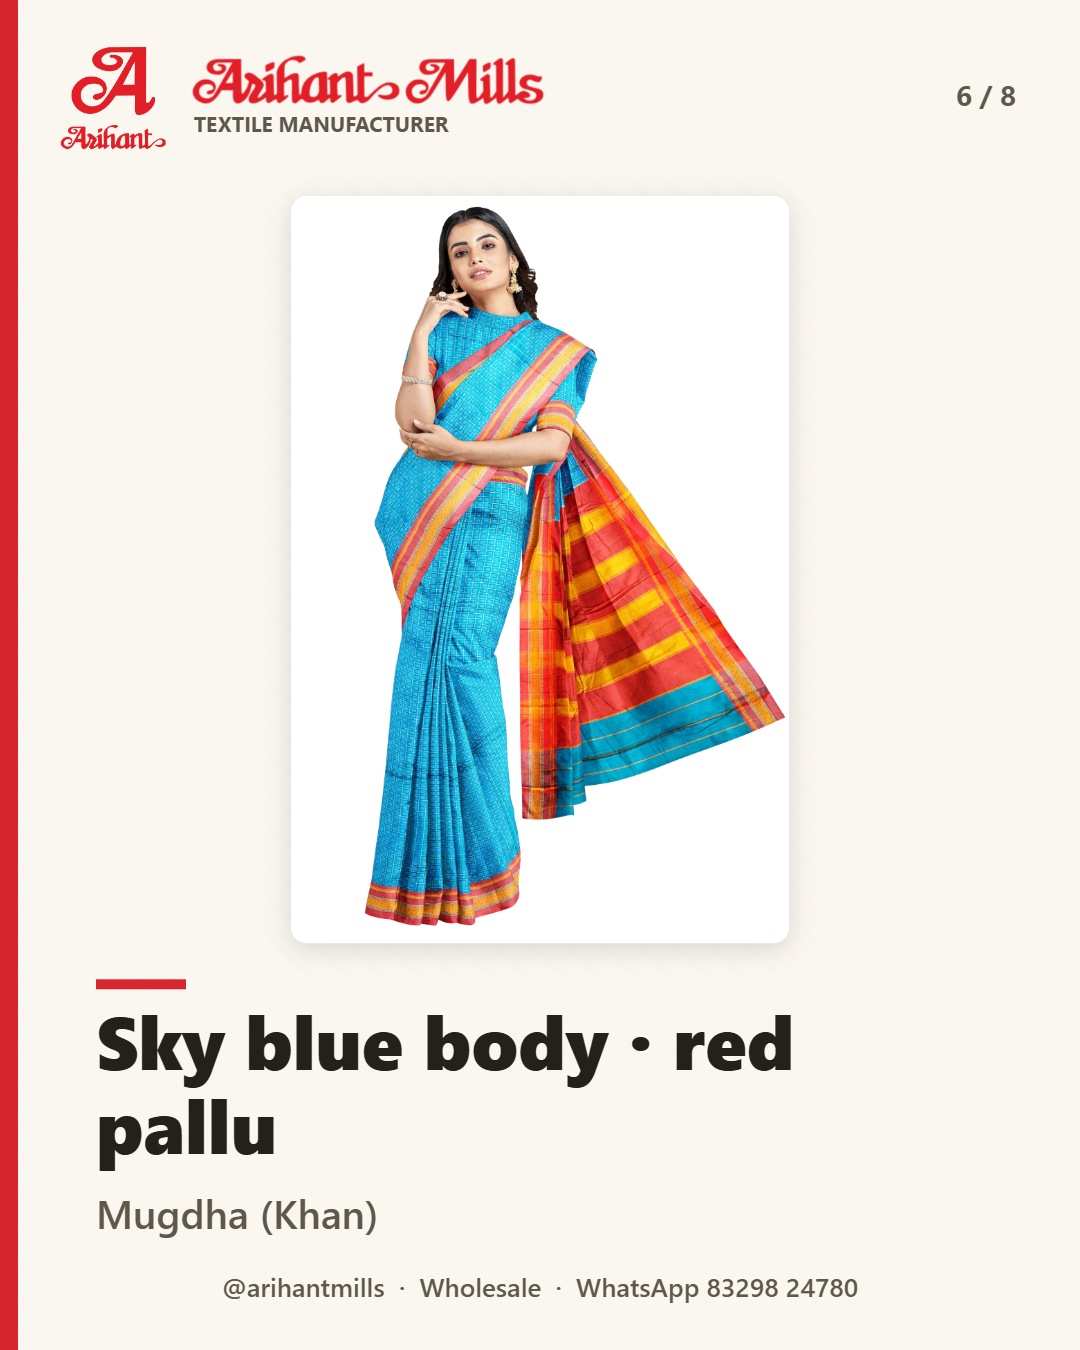 A
Arihant
Arihant Mills
TEXTILE MANUFACTURER
6 / 8
Sky blue body · red
pallu
Mugdha (Khan)
@arihantmills · Wholesale · WhatsApp 83298 24780